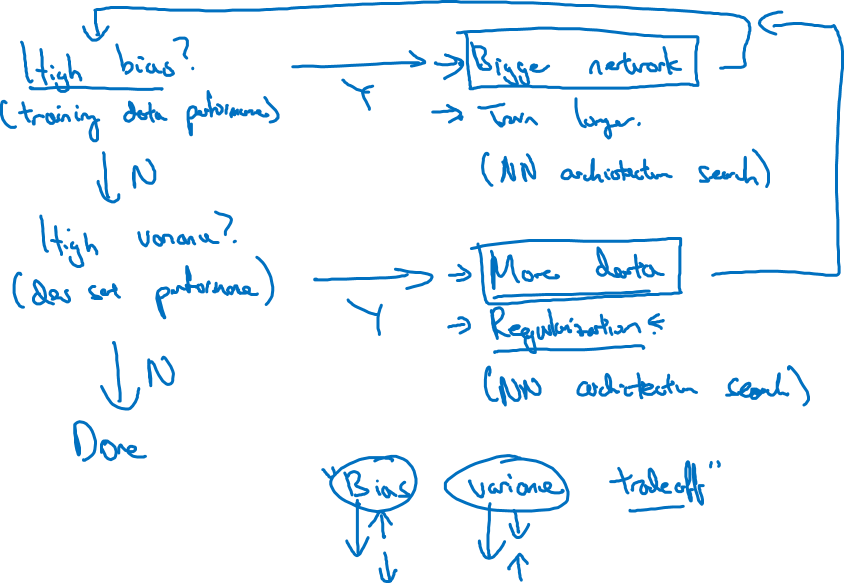 High bias?
(training data performance)
Y
Bigger network
Train longer.
(NN architecture search)
N
High variance?
(dev set performance)
Y
More data
Regularization.
(NN architecture search)
N
Done
"Bias variance tradeoff"